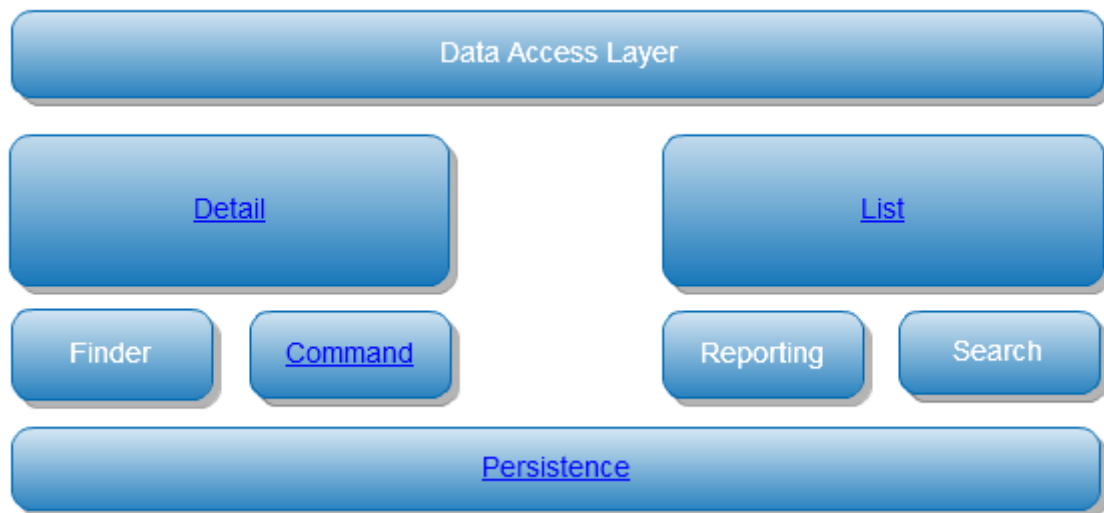 Data Access Layer
Detail
List
Finder
Command
Reporting
Search
Persistence